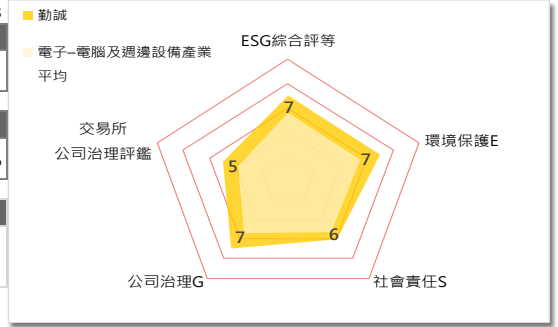 勤誠
電子–電腦及週邊設備產業
平均
ESG綜合評等
7
交易所
公司治理評鑑
環境保護E
7
5
7
6
公司治理G
社會責任S